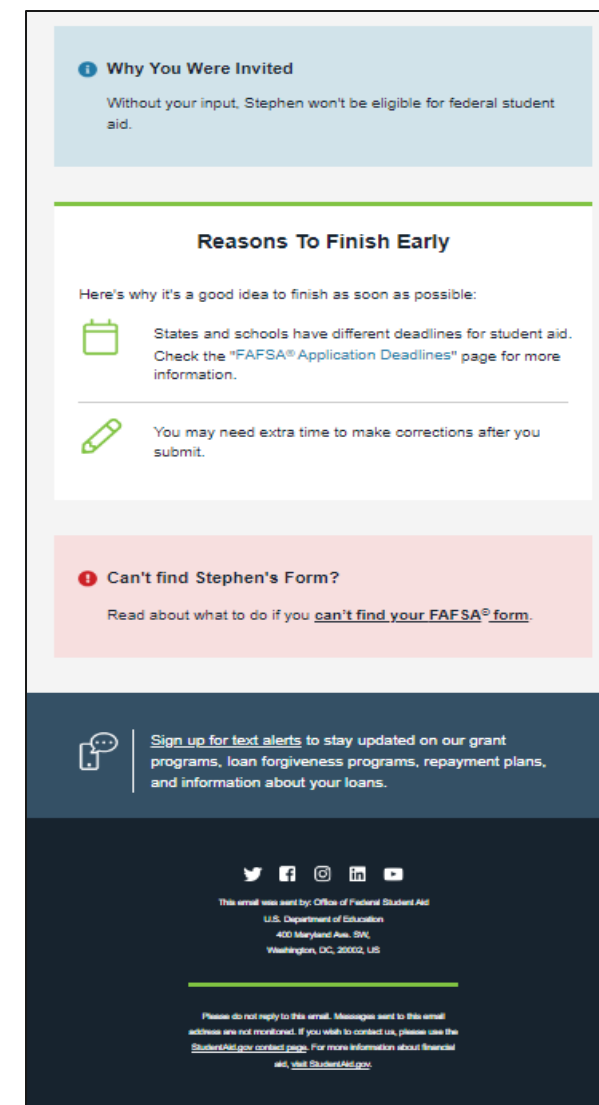 Why You Were Invited
Without your input, Stephen won't be eligible for federal student
aid.
Reasons To Finish Early
Here's why it's a good idea to finish as soon as possible:
States and schools have different deadlines for student aid.
Check the "FAFSA® Application Deadlines" page for more
information.
You may need extra time to make corrections after you
submit.
Can't find Stephen's Form?
Read about what to do if you can't find your FAFSA® form.
Sign up for text alerts to stay updated on our grant
programs, loan forgiveness programs, repayment plans,
and information about your loans.
This email was sent by: Office of Federal Student Aid
U.S. Department of Education
400 Maryland Ave. SW,
Washington, DC, 20002, US
Please do not reply to this email. Messages sent to this email
address are not monitored. If you wish to contact us, please use the
StudentAid.gov contact page. For more information about financial
aid, visit StudentAid.gov.